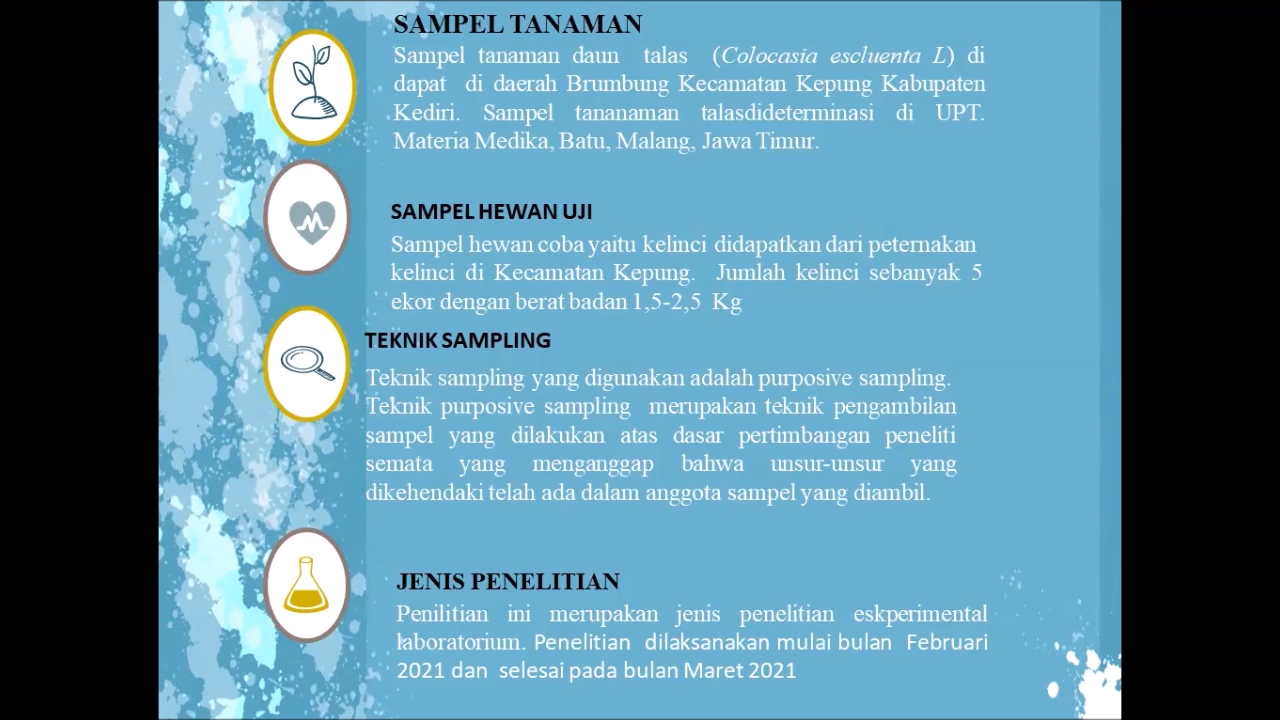 SAMPEL TANAMAN
Sampel tanaman daun talas (Colocasia escluenta L) di
dapat di daerah Brumbung Kecamatan Kepung Kabupaten
Kediri. Sampel tananaman talasdideterminasi di UPT.
Materia Medika, Batu, Malang, Jawa Timur.
SAMPEL HEWAN UJI
Sampel hewan coba yaitu kelinci didapatkan dari peternakan
kelinci di Kecamatan Kepung. Jumlah kelinci sebanyak 5
ekor dengan berat badan 1,5-2,5 Kg
TEKNIK SAMPLING
Teknik sampling yang digunakan adalah purposive sampling.
Teknik purposive sampling merupakan teknik pengambilan
sampel yang dilakukan atas dasar pertimbangan peneliti
semata yang menganggap bahwa unsur-unsur yang
dikehendaki telah ada dalam anggota sampel yang diambil.
JENIS PENELITIAN
Penilitian ini merupakan jenis penelitian eskperimental
laboratorium. Penelitian dilaksanakan mulai bulan Februari
2021 dan selesai pada bulan Maret 2021